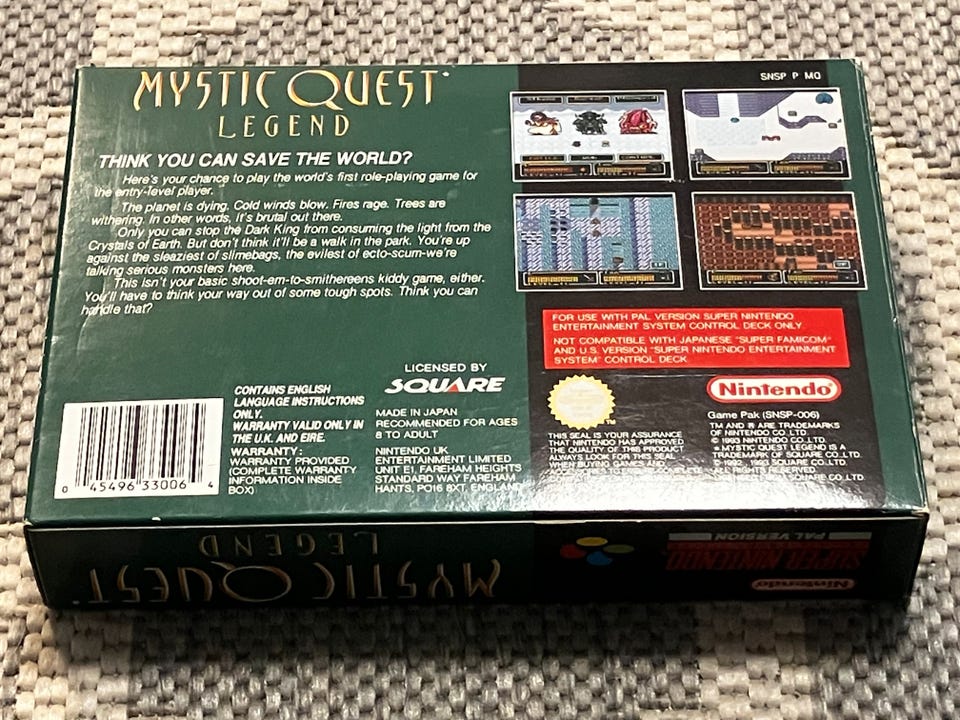 MYSTIC QUEST
LEGEND
SNSP P MQ
THINK YOU CAN SAVE THE WORLD?
Here's your chance to play the world's first role-playing game for
the entry-level player.
The planet is dying. Cold winds blow. Fires rage. Trees are
withering. In other words, it's brutal out there.
Only you can stop the Dark King from consuming the light from the
Crystals of Earth. But don't think it'll be a walk in the park. You're up
against the sleaziest of slimebags, the evilest of ecto-scum-we're
talking serious monsters here.
This isn't your basic shoot-em-to-smithereens kiddy game, either.
You'll have to think your way out of some tough spots. Think you can
handle that?
FOR USE WITH PAL VERSION SUPER NINTENDO
ENTERTAINMENT SYSTEM CONTROL DECK ONLY.
NOT COMPATIBLE WITH JAPANESE "SUPER FAMICOM"
AND U.S. VERSION "SUPER NINTENDO ENTERTAINMENT
SYSTEM" CONTROL DECK.
LICENSED BY
SQUARE
MADE IN JAPAN
RECOMMENDED FOR AGES
8 TO ADULT
NINTENDO UK
ENTERTAINMENT LIMITED
UNIT E1, FAREHAM HEIGHTS
STANDARD WAY FAREHAM
HANTS, PO16 8XT, ENGLAND
CONTAINS ENGLISH
LANGUAGE INSTRUCTIONS
ONLY.
WARRANTY VALID ONLY IN
THE U.K. AND EIRE.
WARRANTY:
WARRANTY PROVIDED
(COMPLETE WARRANTY
INFORMATION INSIDE
BOX)
0 45496 33006 4
THIS SEAL IS YOUR ASSURANCE
THAT NINTENDO HAS APPROVED
THE QUALITY OF THIS PRODUCT.
ALWAYS LOOK FOR THIS SEAL
WHEN BUYING GAMES AND
Nintendo
Game Pak (SNSP-006)
TM AND ® ARE TRADEMARKS
OF NINTENDO CO., LTD.
© 1993 NINTENDO CO., LTD.
® MYSTIC QUEST LEGEND IS A
TRADEMARK OF SQUARE CO., LTD.
© 1992, 1993 SQUARE CO., LTD.
ALL RIGHTS RESERVED.
MYSTIC QUEST
LEGEND
SUPER NINTENDO
PAL VERSION
Nintendo